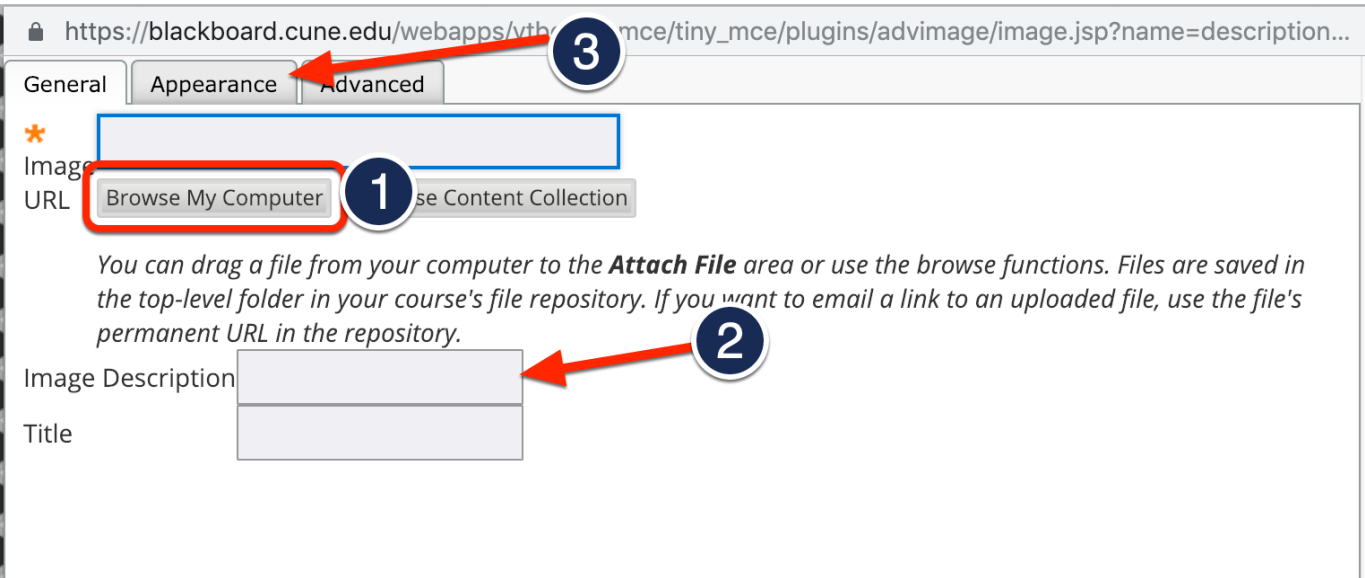 https://blackboard.cune.edu/webapps/vtbe mce/tiny_mce/plugins/advimage/image.jsp?name=description...
3
General Appearance Advanced
*
Image
URL
Browse My Computer
1
se Content Collection
You can drag a file from your computer to the Attach File area or use the browse functions. Files are saved in
the top-level folder in your course's file repository. If you want to email a link to an uploaded file, use the file's
permanent URL in the repository.
2
Image Description
Title